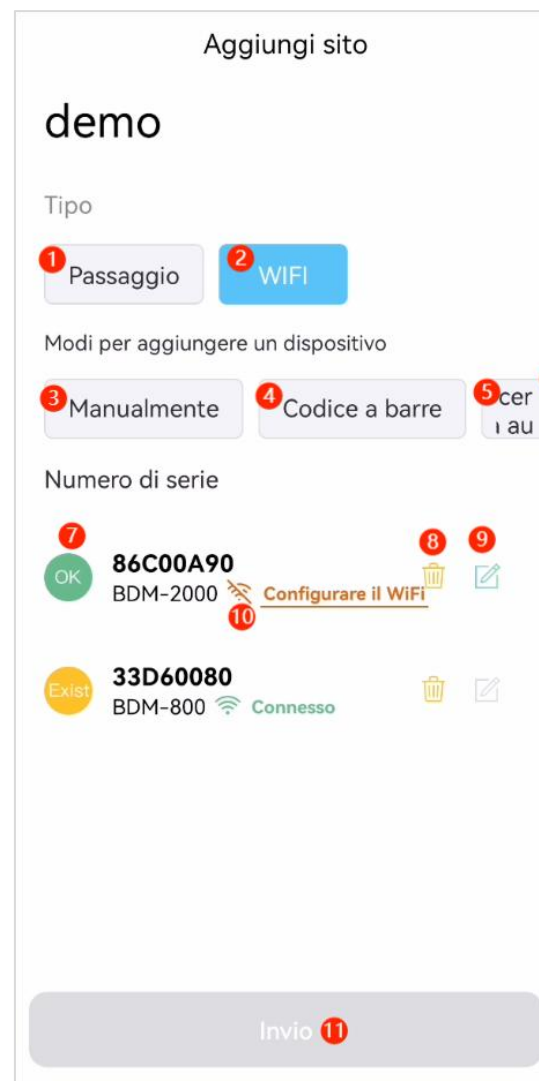 Aggiungi sito
demo
Tipo
1 Passaggio 2 WIFI
Modi per aggiungere un dispositivo
3 Manualmente 4 Codice a barre 5 cer
au
Numero di serie
7 8 9
OK 86C00A90
BDM-2000 Configurare il WiFi
10
Exist 33D60080
BDM-800 Connesso
Invio 11